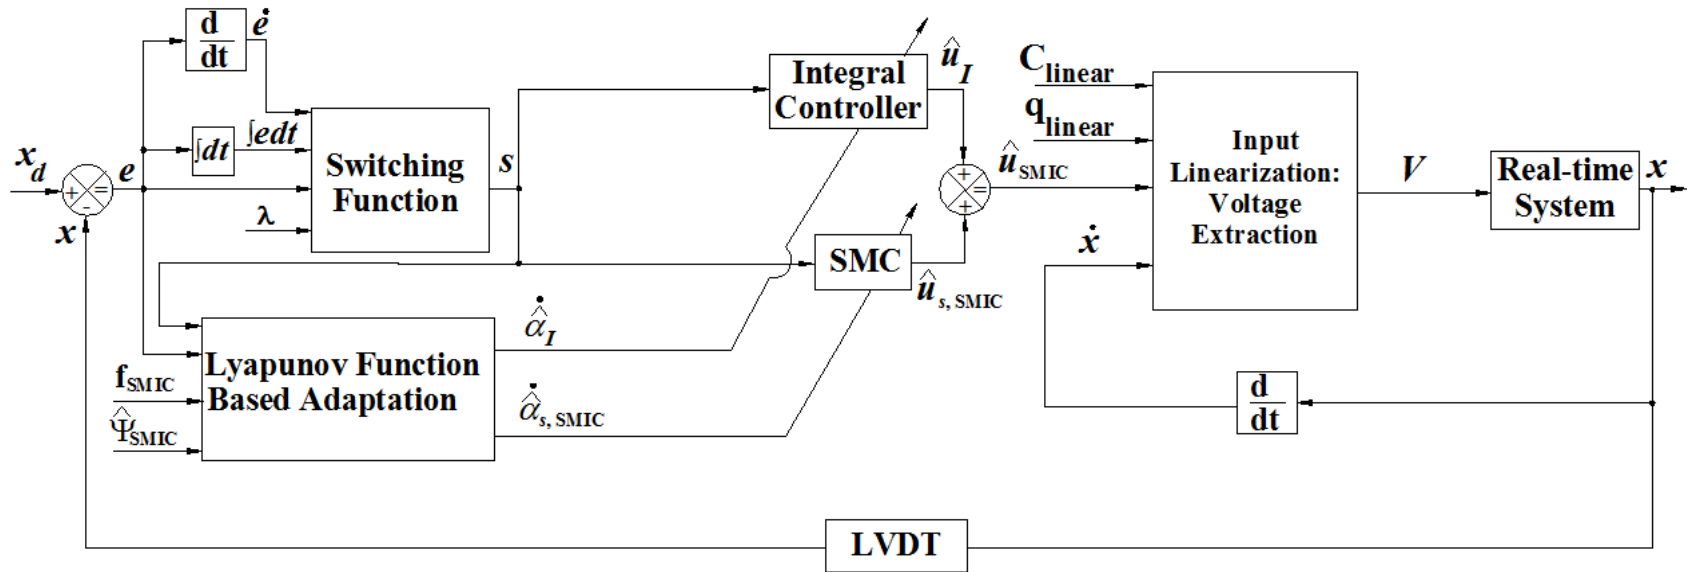 d
dt
ė
∫dt
∫edt
x_d
+
=
-
e
x
λ
Switching
Function
s
Integral
Controller
û_I
+
=
+
û_SMIC
SMC
û_s, SMIC
C_linear
q_linear
ẋ
Input
Linearization:
Voltage
Extraction
V
Real-time
System
x
f_SMIC
Ψ̂_SMIC
Lyapunov Function
Based Adaptation
α̂̇_I
α̂̇_s, SMIC
d
dt
LVDT